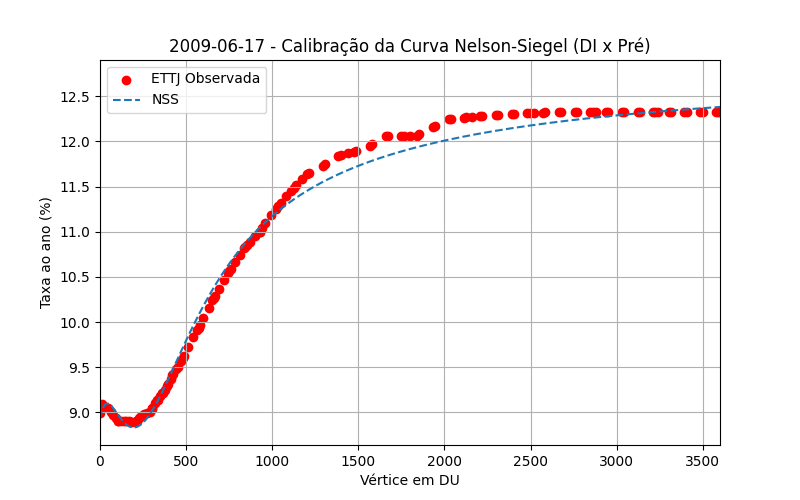 2009-06-17 - Calibração da Curva Nelson-Siegel (DI x Pré)
ETTJ Observada
NSS
Taxa ao ano (%)
12.5
12.0
11.5
11.0
10.5
10.0
9.5
9.0
0 500 1000 1500 2000 2500 3000 3500
Vértice em DU